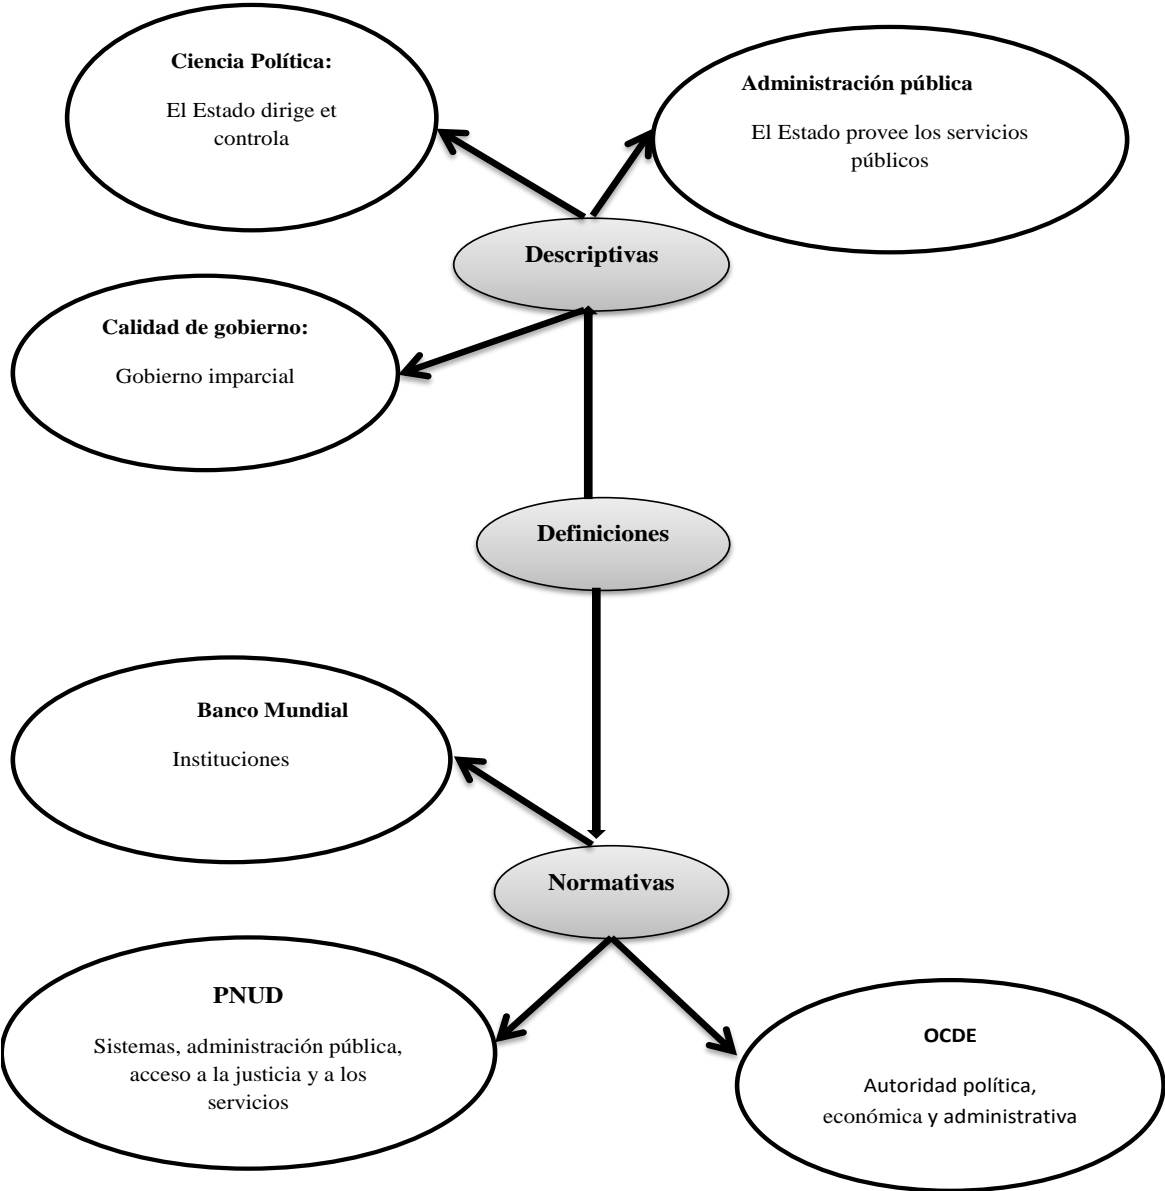 Ciencia Política:
El Estado dirige et
controla
Administración pública
El Estado provee los servicios
públicos
Descriptivas
Calidad de gobierno:
Gobierno imparcial
Definiciones
Banco Mundial
Instituciones
Normativas
PNUD
Sistemas, administración pública,
acceso a la justicia y a los
servicios
OCDE
Autoridad política,
económica y administrativa